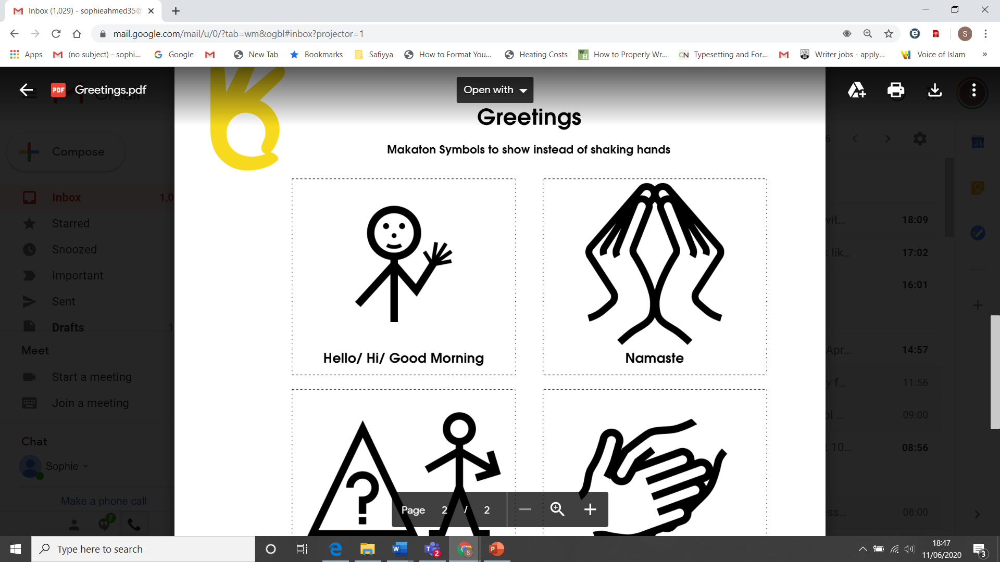 Inbox (1,029) - sophieahmed35@
mail.google.com/mail/u/0/?tab=wm&ogbl#inbox?projector=1
S
Apps
(no subject) - sophi...
Google
New Tab
Bookmarks
Safiyya
How to Format You...
Heating Costs
How to Properly Wr...
Typesetting and For...
Writer jobs - apply...
Voice of Islam
»
PDF Greetings.pdf
Open with
Greetings
Makaton Symbols to show instead of shaking hands
Compose
Inbox 1,0
Starred
Snoozed
Important
Sent
Drafts 1
Meet
Start a meeting
Join a meeting
Chat
Sophie
Make a phone call
7
Hello/ Hi/ Good Morning
Namaste
?
Page 2 / 2
6
31
wit... 18:09
k lik... 17:02
16:01
Apr... 14:57
y f... 11:56
ol ... 09:00
t 10... 08:56
ss... 08:00
Type here to search
2
S
18:47
11/06/2020
3